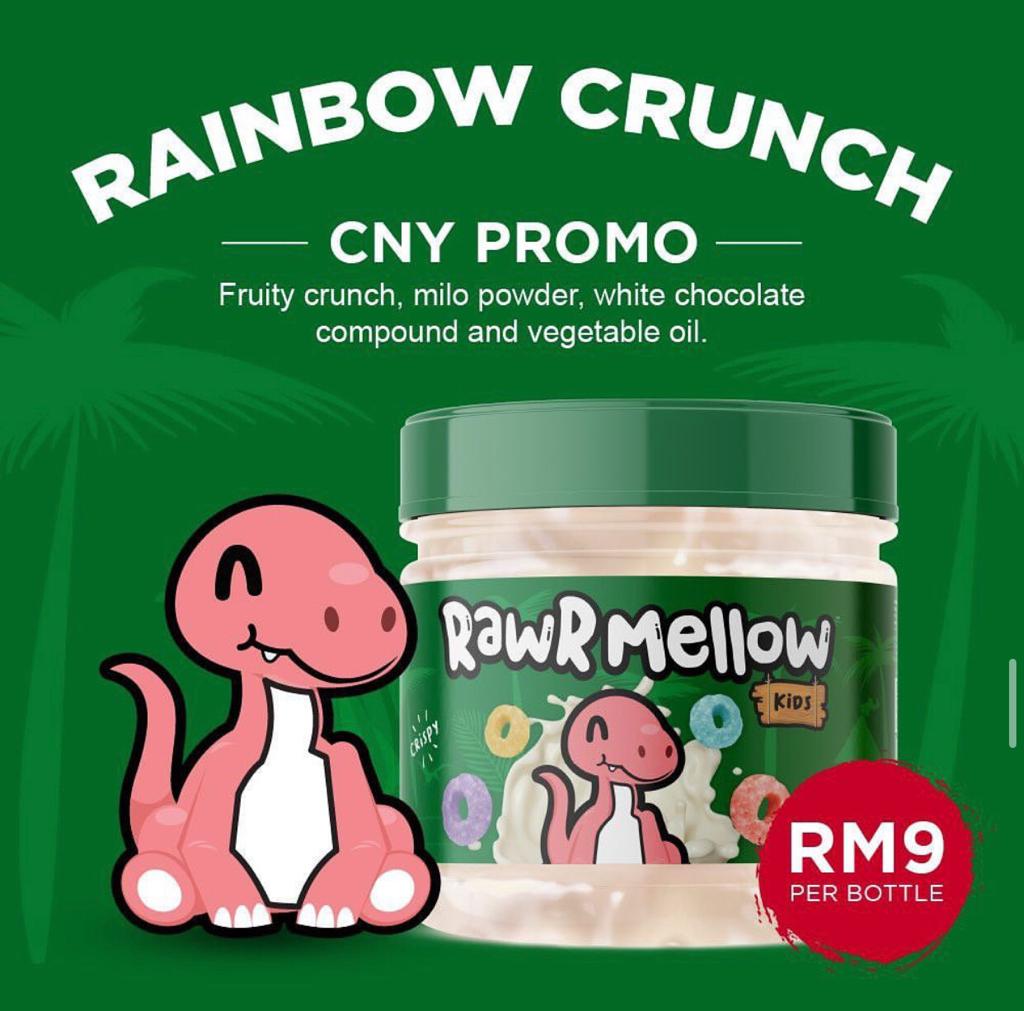 RAINBOW CRUNCH
CNY PROMO
Fruity crunch, milo powder, white chocolate
compound and vegetable oil.
RawR Mellow
KiDS
CRiSPY
RM9
PER BOTTLE